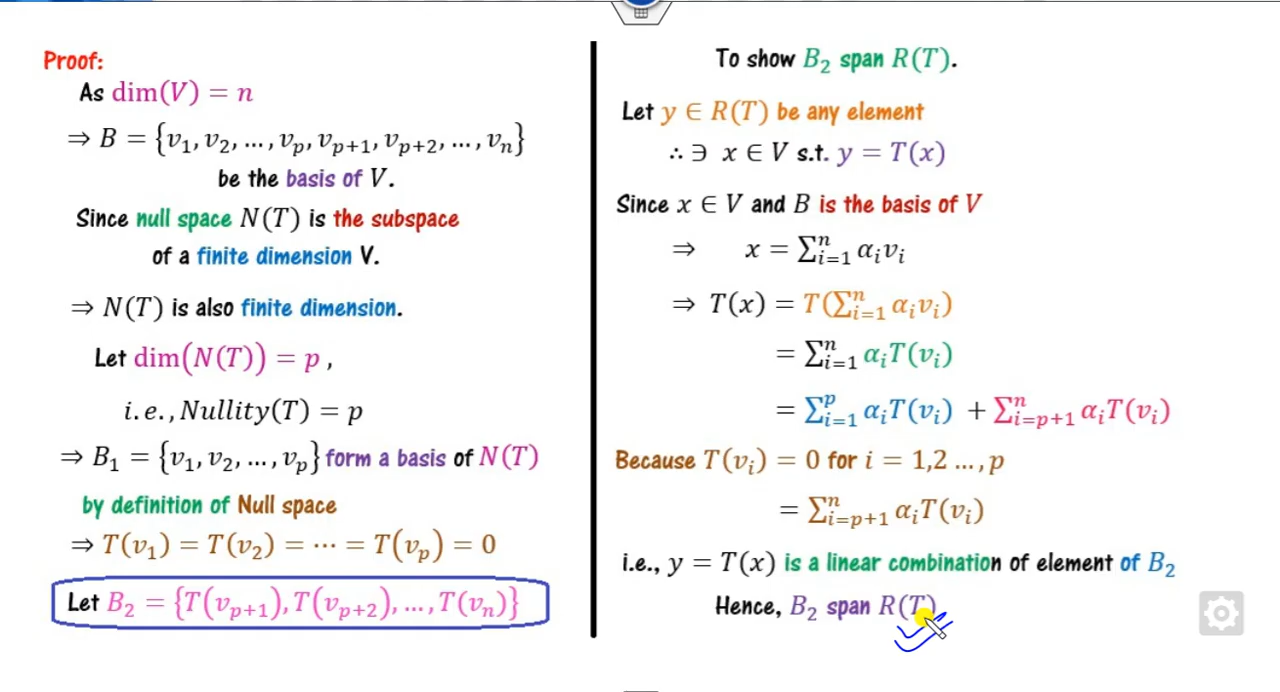 Proof:
As dim(V) = n
⇒ B = {v₁, v₂, ..., vₚ, vₚ₊₁, vₚ₊₂, ..., vₙ}
be the basis of V.
Since null space N(T) is the subspace
of a finite dimension V.
⇒ N(T) is also finite dimension.
Let dim(N(T)) = p ,
i.e., Nullity(T) = p
⇒ B₁ = {v₁, v₂, ..., vₚ} form a basis of N(T)
by definition of Null space
⇒ T(v₁) = T(v₂) = ⋯ = T(vₚ) = 0
Let B₂ = {T(vₚ₊₁), T(vₚ₊₂), ..., T(vₙ)}
To show B₂ span R(T).
Let y ∈ R(T) be any element
∴ ∃ x ∈ V s.t. y = T(x)
Since x ∈ V and B is the basis of V
⇒ x = ∑ⁿᵢ₌₁ αᵢvᵢ
⇒ T(x) = T(∑ⁿᵢ₌₁ αᵢvᵢ)
= ∑ⁿᵢ₌₁ αᵢT(vᵢ)
= ∑ᵖᵢ₌₁ αᵢT(vᵢ) + ∑ⁿᵢ₌ₚ₊₁ αᵢT(vᵢ)
Because T(vᵢ) = 0 for i = 1,2 ..., p
= ∑ⁿᵢ₌ₚ₊₁ αᵢT(vᵢ)
i.e., y = T(x) is a linear combination of element of B₂
Hence, B₂ span R(T)